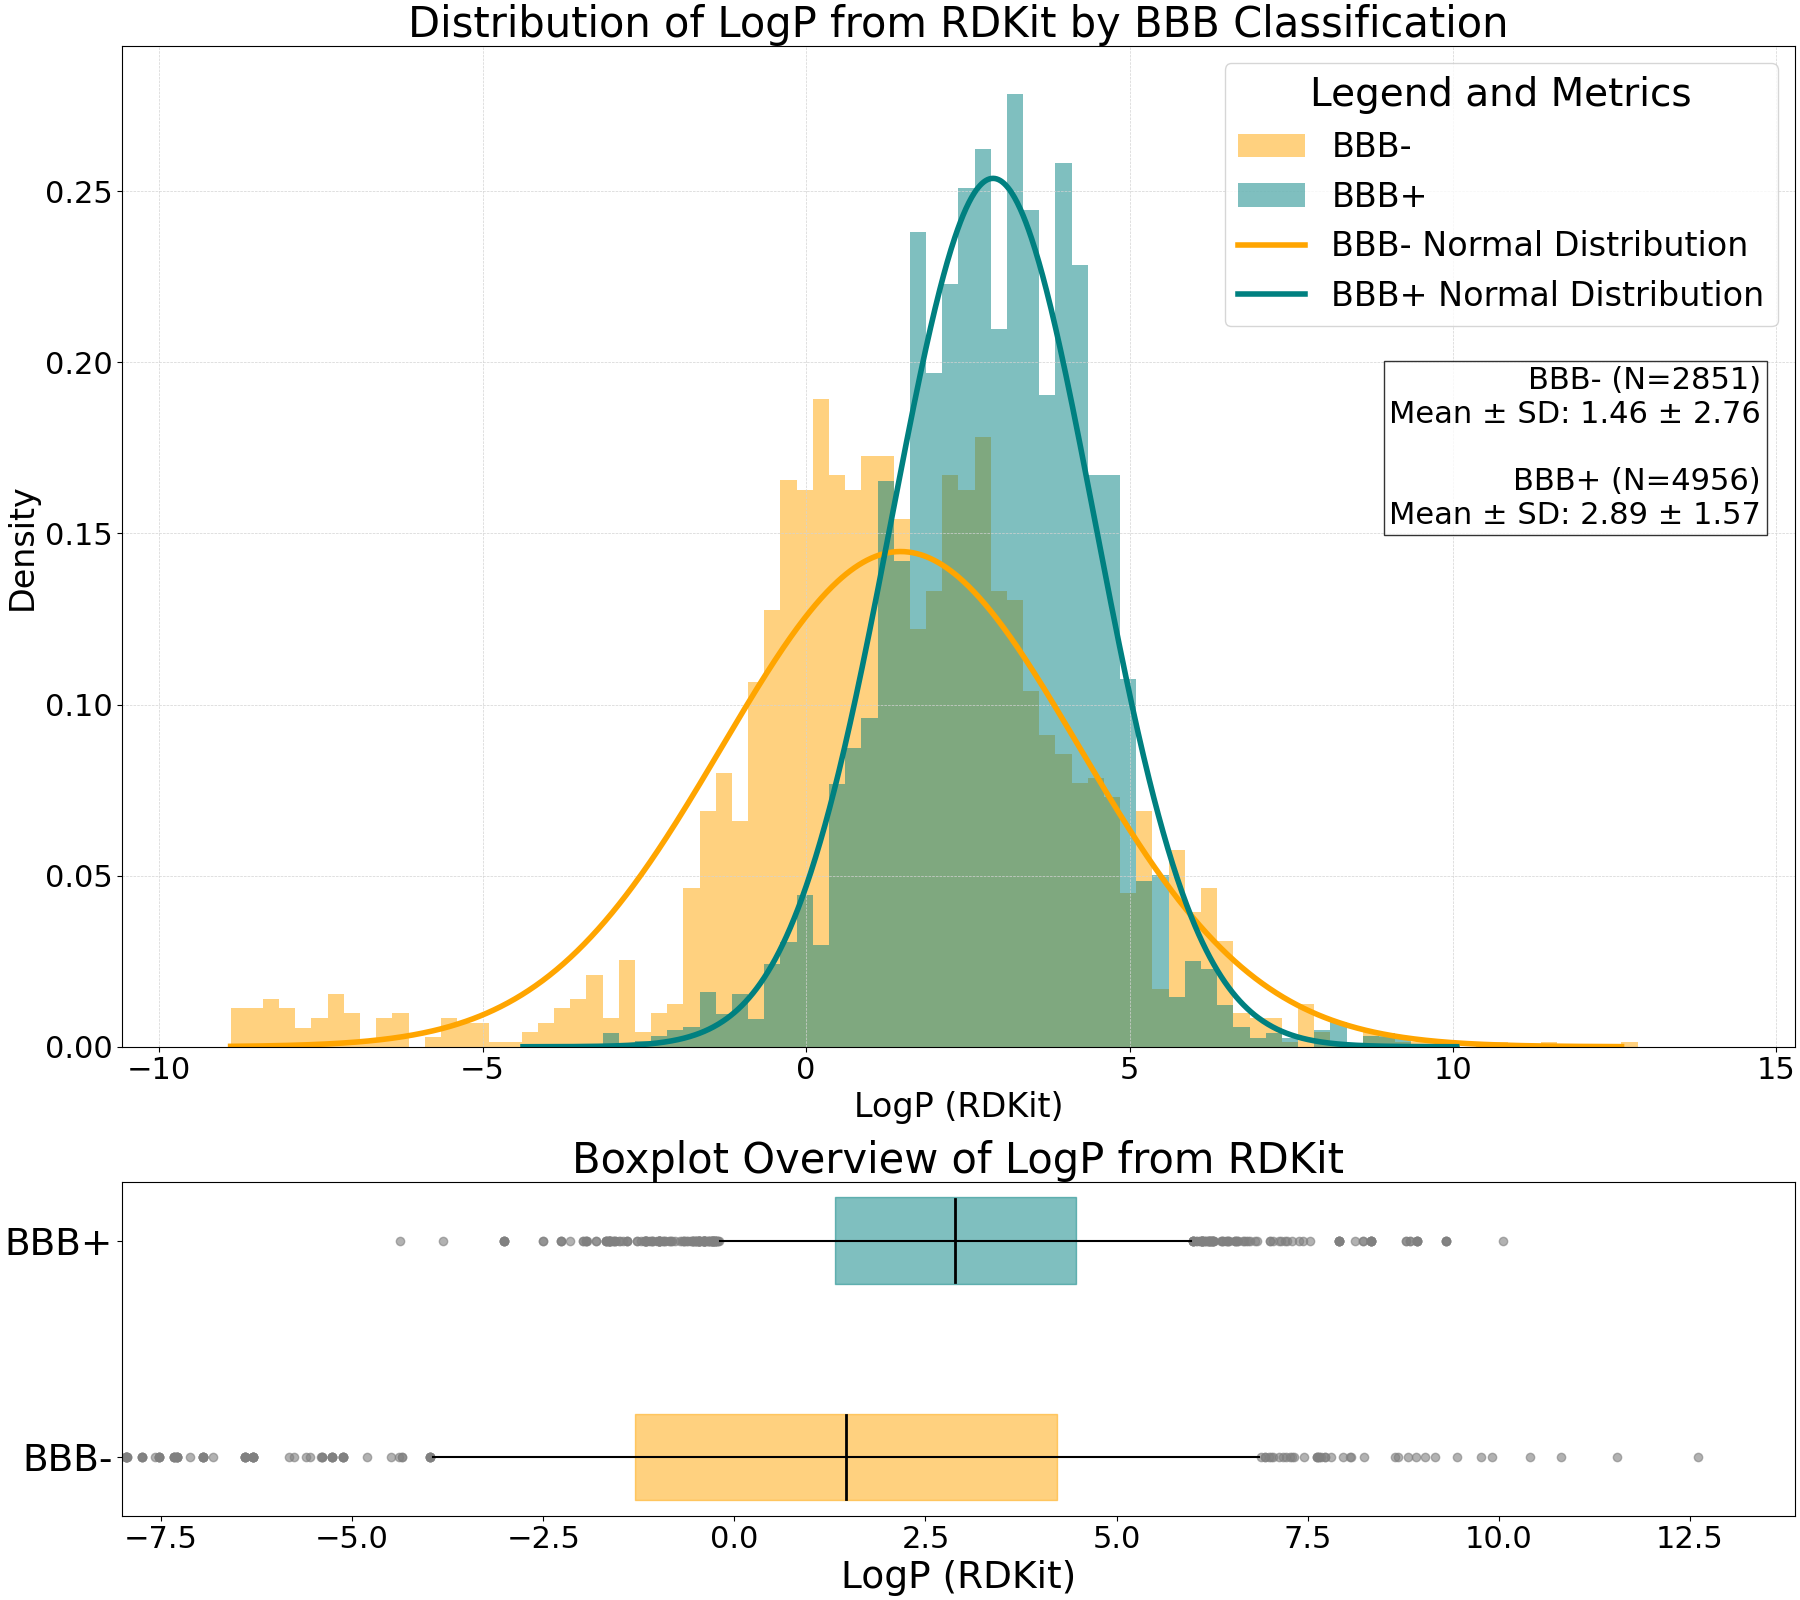 Distribution of LogP from RDKit by BBB Classification
Legend and Metrics
BBB-
BBB+
BBB- Normal Distribution
BBB+ Normal Distribution
BBB- (N=2851)
Mean ± SD: 1.46 ± 2.76
BBB+ (N=4956)
Mean ± SD: 2.89 ± 1.57
Density
0.25
0.20
0.15
0.10
0.05
0.00
−10 −5 0 5 10 15
LogP (RDKit)
Boxplot Overview of LogP from RDKit
BBB+
BBB-
−7.5 −5.0 −2.5 0.0 2.5 5.0 7.5 10.0 12.5
LogP (RDKit)